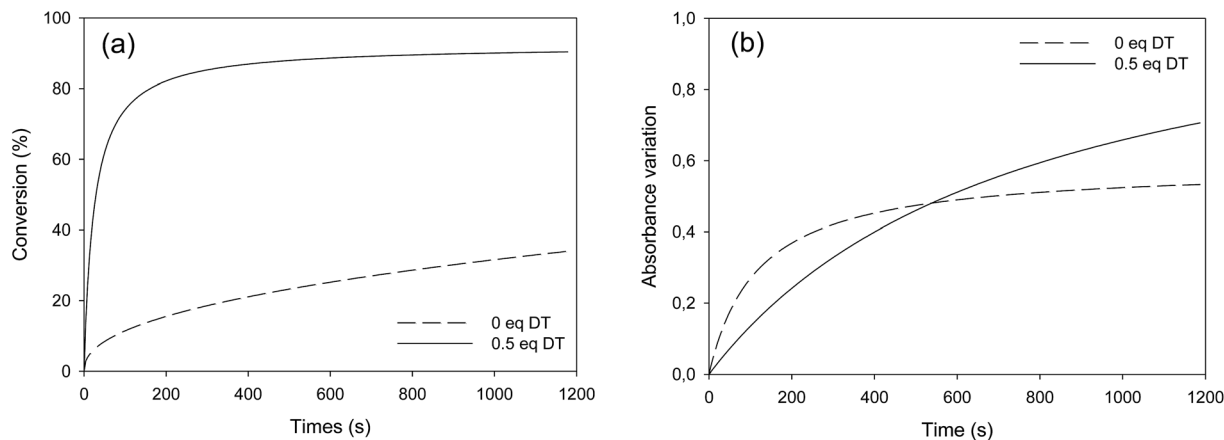 (a)
Conversion (%)
100
80
60
40
20
0
0 eq DT
0.5 eq DT
0 200 400 600 800 1000 1200
Times (s)
(b)
Absorbance variation
1,0
0,8
0,6
0,4
0,2
0,0
0 eq DT
0.5 eq DT
0 200 400 600 800 1000 1200
Time (s)